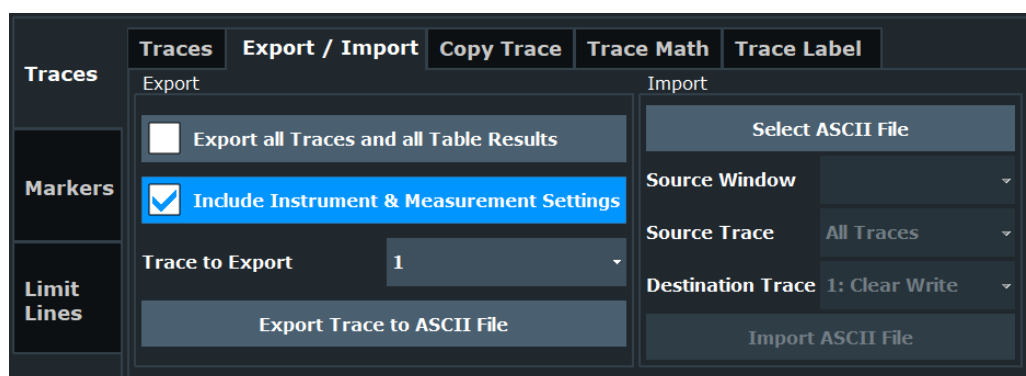 Traces
Markers
Limit
Lines
Traces Export / Import Copy Trace Trace Math Trace Label
Export
Export all Traces and all Table Results
Include Instrument & Measurement Settings
Trace to Export 1
Export Trace to ASCII File
Import
Select ASCII File
Source Window
Source Trace All Traces
Destination Trace 1: Clear Write
Import ASCII File